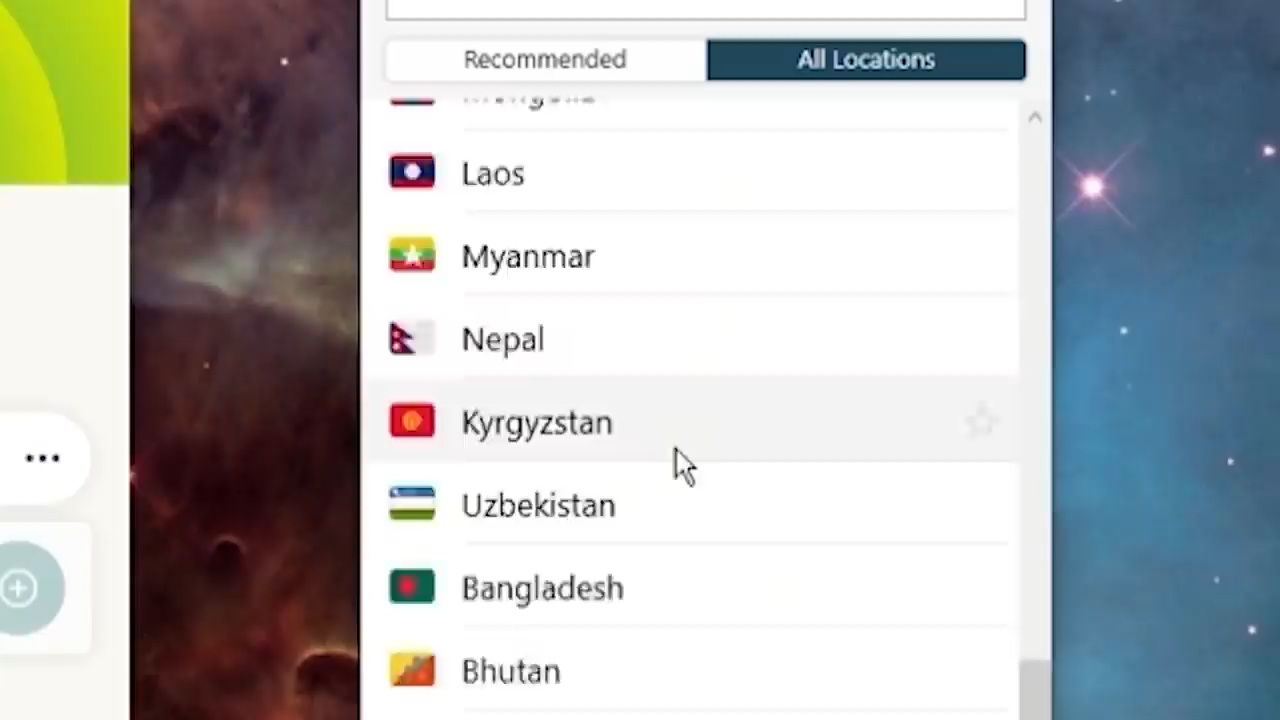 Recommended
All Locations
Laos
Myanmar
Nepal
Kyrgyzstan
Uzbekistan
Bangladesh
Bhutan